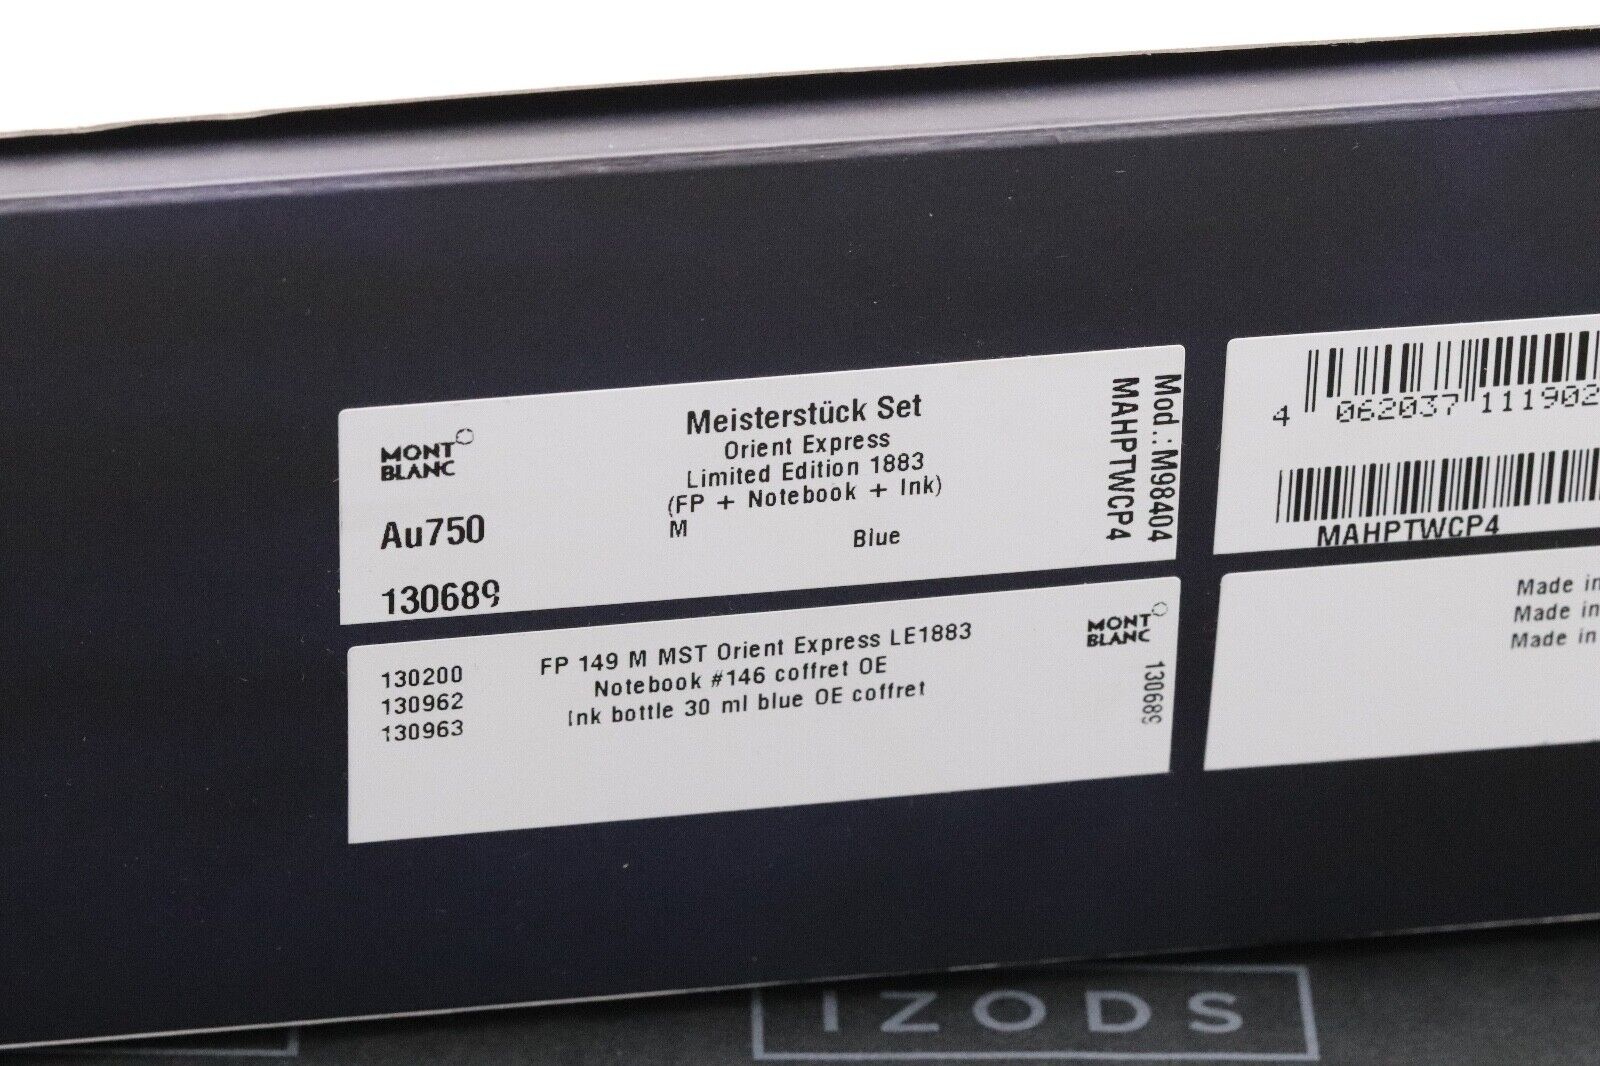 MONT
BLANC
Au750
130689
Meisterstück Set
Orient Express
Limited Edition 1883
(FP + Notebook + Ink)
M Blue
Mod.: M98404
MAHPTWCP4
4 062037 111902
MAHPTWCP4
130200 FP 149 M MST Orient Express LE1883
130962 Notebook #146 coffret OE
130963 Ink bottle 30 ml blue OE coffret
MONT
BLANC
130689
Made in
Made in
Made in
IZODS